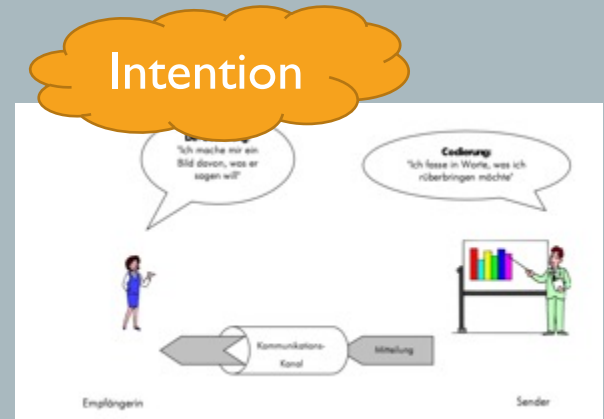 Intention
"Ich mache mir ein
Bild davon, was er
sagen will"
Codierung:
"Ich fasse in Worte, was ich
rüberbringen möchte"
Kommunikations-
Kanal
Mitteilung
Empfängerin
Sender